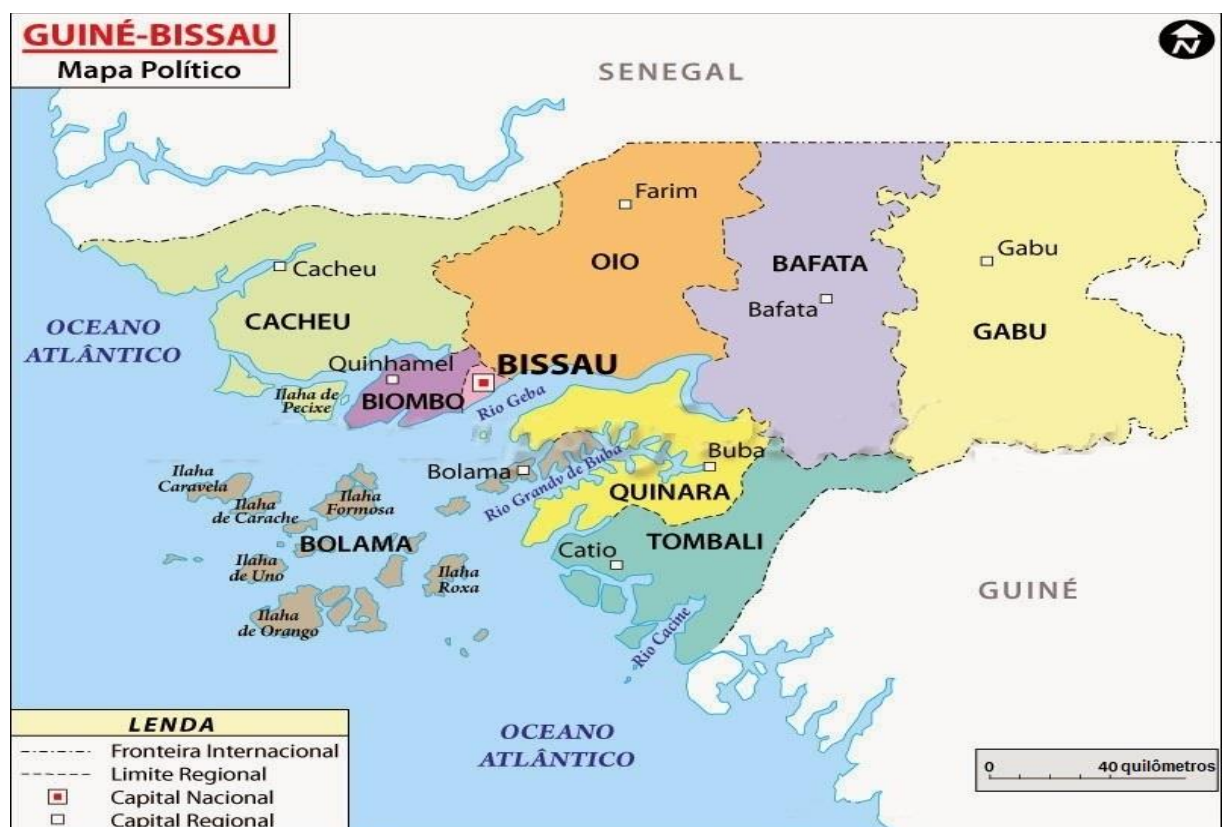 GUINÉ-BISSAU
Mapa Político
N
SENEGAL
Farim
Cacheu
OIO
BAFATA
Gabu
Bafata
CACHEU
GABU
OCEANO
ATLÂNTICO
Quinhamel
BISSAU
Ilaha de
Pecixe
BIOMBO
Rio Geba
Buba
Bolama
Rio Grandv de Buba
QUINARA
Ilaha
Caravela
Ilaha
de Carache
Ilaha
Formosa
BOLAMA
TOMBALI
Catio
Ilaha
de Uno
Ilaha
Roxa
GUINÉ
Ilaha
de Orango
Rio Cacine
OCEANO
ATLÂNTICO
LENDA
Fronteira Internacional
Limite Regional
Capital Nacional
Capital Regional
0 40 quilômetros